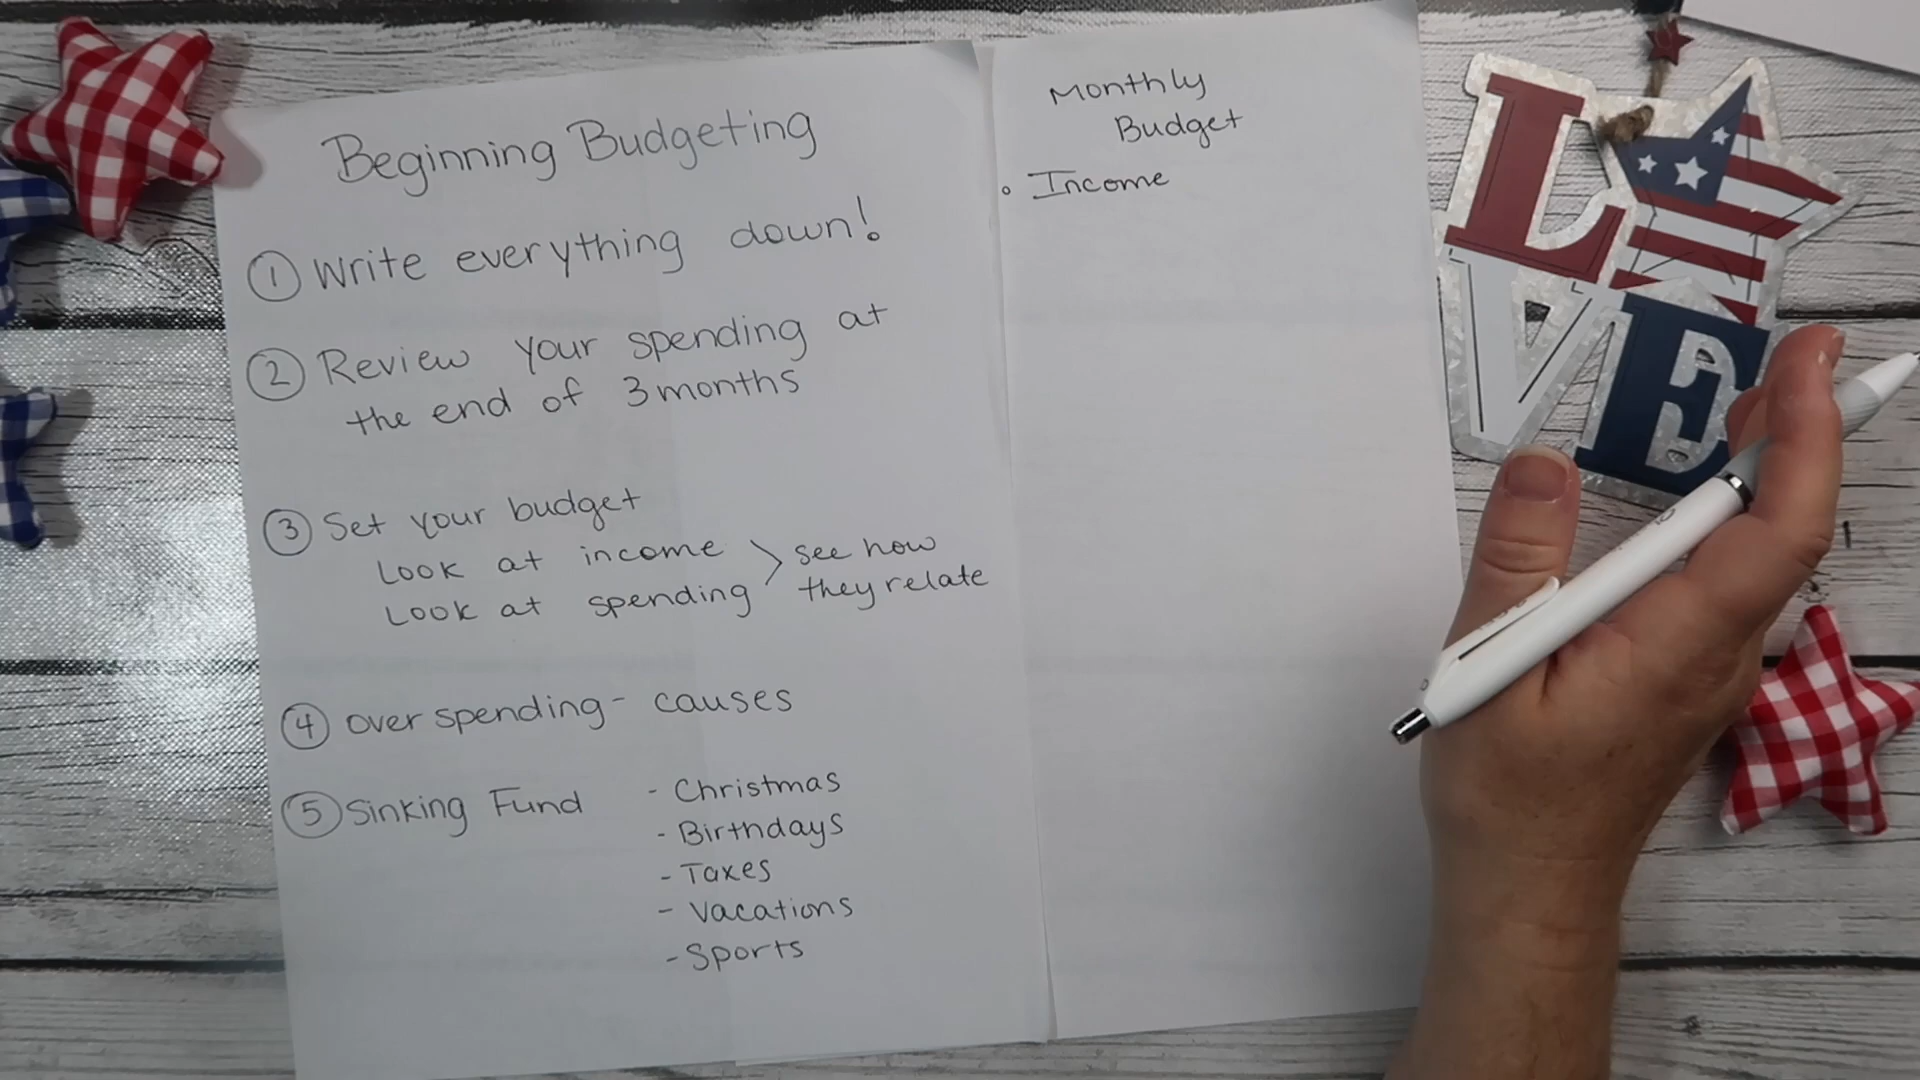 Beginning Budgeting
① Write everything down!
② Review your spending at
the end of 3 months
③ Set your budget
Look at income > see how
Look at spending they relate
④ over spending - causes
⑤ Sinking Fund - Christmas
- Birthdays
- Taxes
- Vacations
- Sports
Monthly
Budget
◦ Income
LOVE